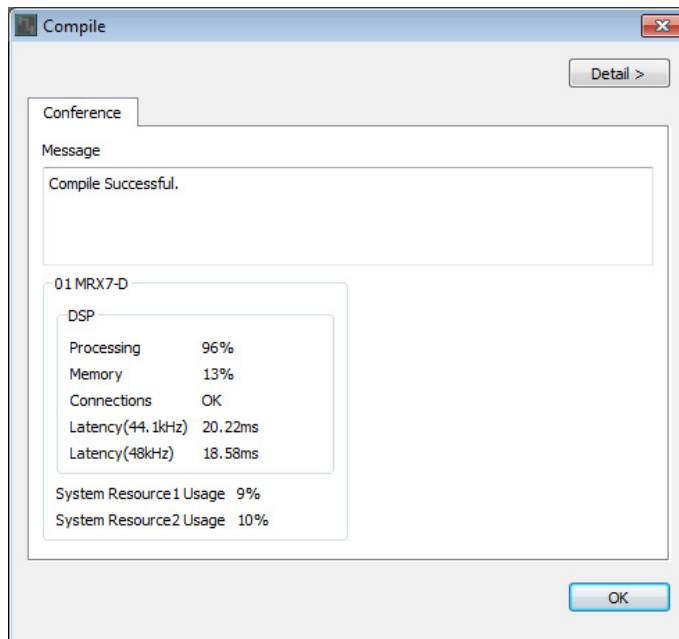 Compile
Detail >
Conference
Message
Compile Successful.
01 MRX7-D
DSP
Processing 96%
Memory 13%
Connections OK
Latency(44.1kHz) 20.22ms
Latency(48kHz) 18.58ms
System Resource1 Usage 9%
System Resource2 Usage 10%
OK